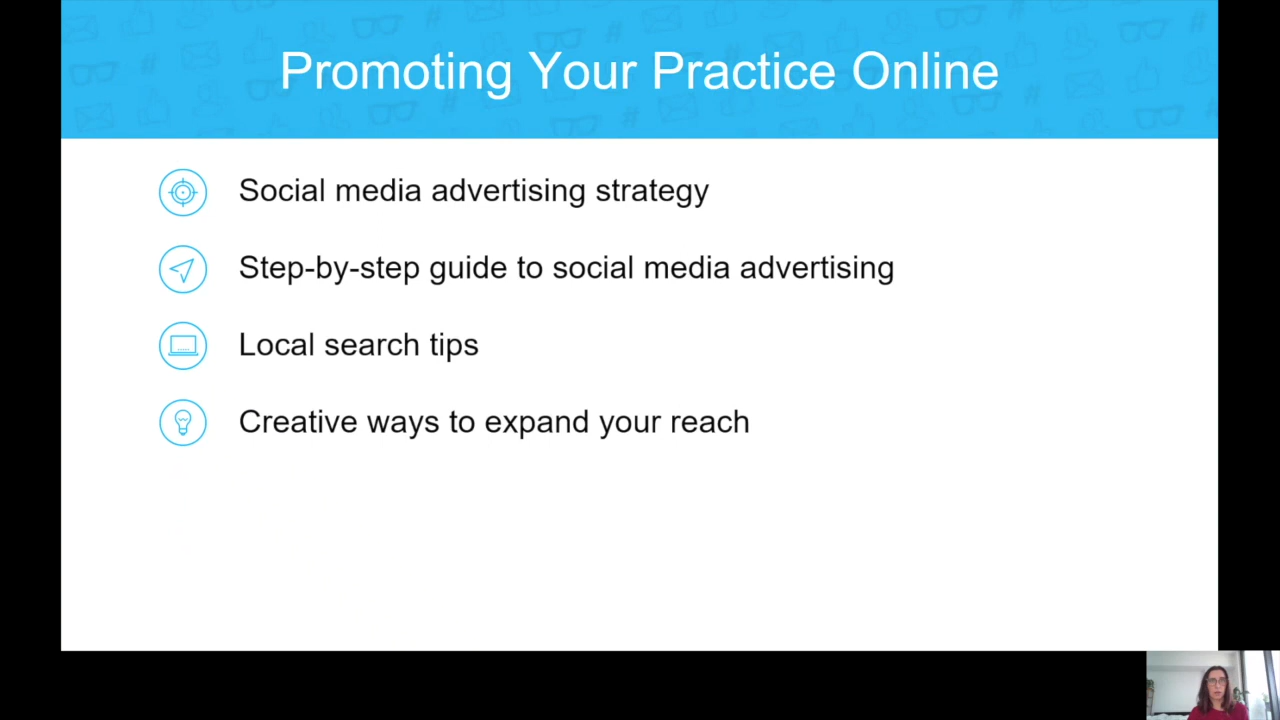 Promoting Your Practice Online
Social media advertising strategy
Step-by-step guide to social media advertising
Local search tips
Creative ways to expand your reach